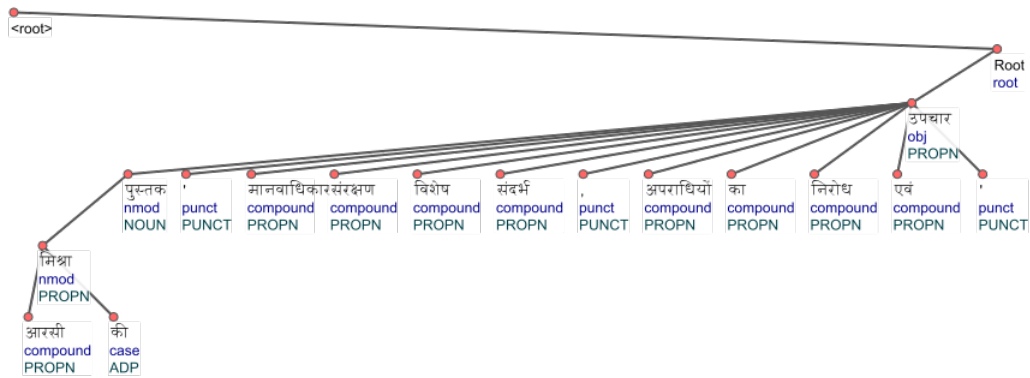 <root>
Root
root
उपचार
obj
PROPN
पुस्तक ' मानवाधिकार संरक्षण विशेष संदर्भ , अपराधियों का निरोध एवं '
nmod punct compound compound compound compound punct compound compound compound compound punct
NOUN PUNCT PROPN PROPN PROPN PROPN PUNCT PROPN PROPN PROPN PROPN PUNCT
मिश्रा
nmod
PROPN
आरसी की
compound case
PROPN ADP